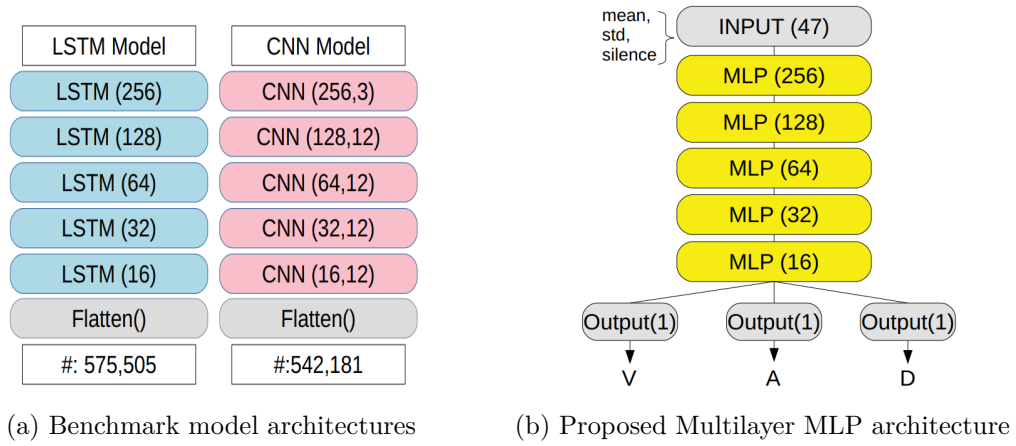 LSTM Model
LSTM (256)
LSTM (128)
LSTM (64)
LSTM (32)
LSTM (16)
Flatten()
#: 575,505
CNN Model
CNN (256,3)
CNN (128,12)
CNN (64,12)
CNN (32,12)
CNN (16,12)
Flatten()
#:542,181
(a) Benchmark model architectures
mean,
std,
silence
INPUT (47)
MLP (256)
MLP (128)
MLP (64)
MLP (32)
MLP (16)
Output(1)
Output(1)
Output(1)
V
A
D
(b) Proposed Multilayer MLP architecture